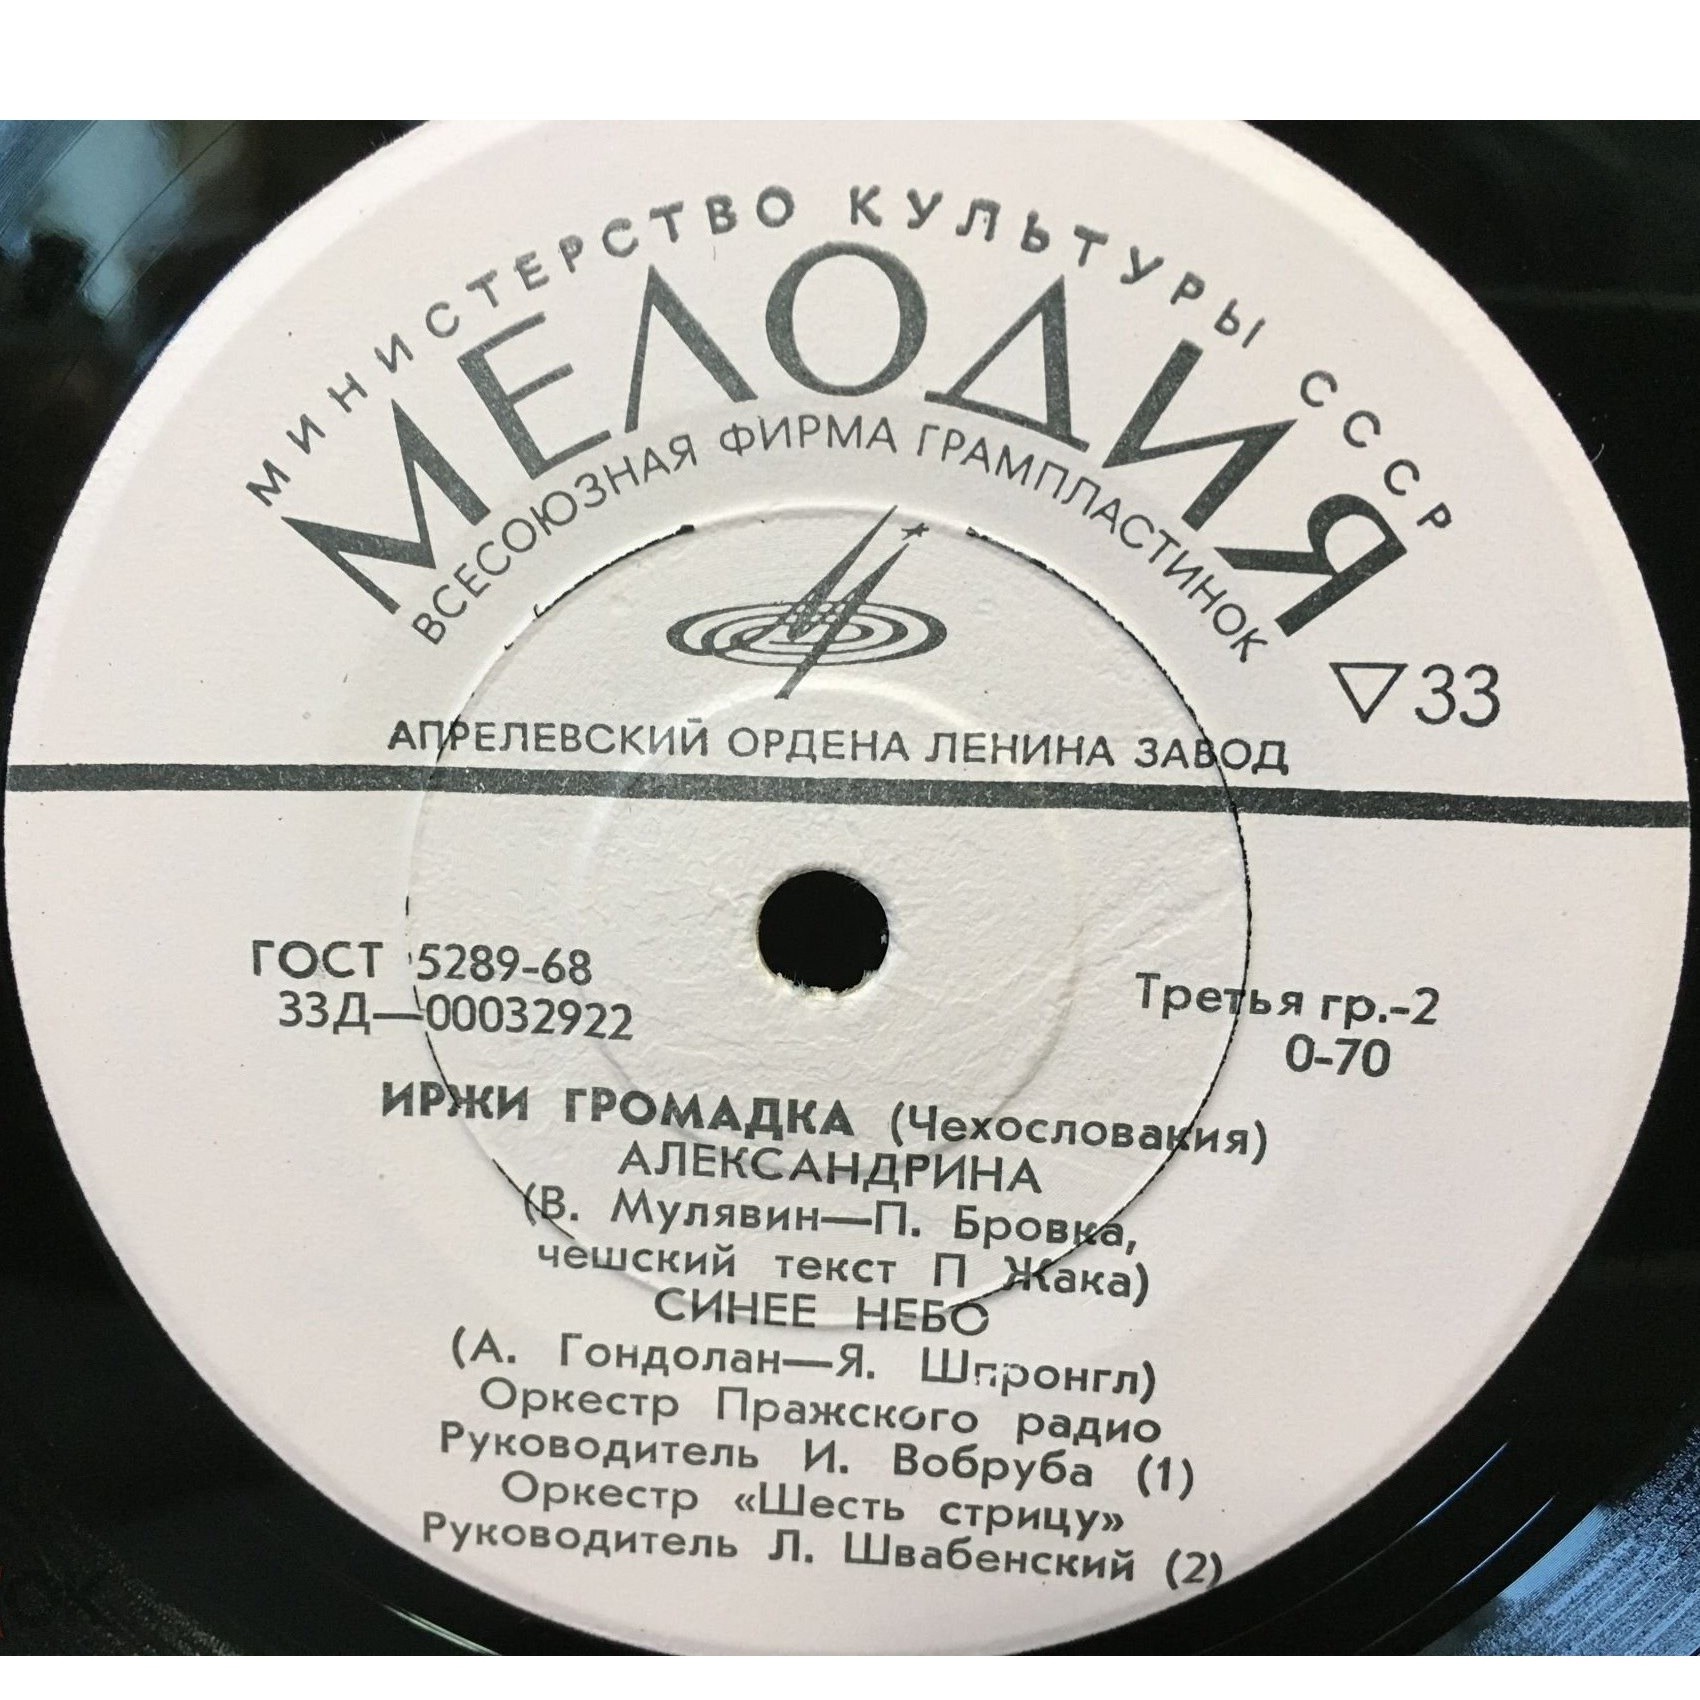 МИНИСТЕРСТВО КУЛЬТУРЫ СССР
МЕЛОДИЯ
ВСЕСОЮЗНАЯ ФИРМА ГРАМПЛАСТИНОК
▽33
АПРЕЛЕВСКИЙ ОРДЕНА ЛЕНИНА ЗАВОД
ГОСТ 5289-68
33Д—00032922
Третья гр.-2
0-70
ИРЖИ ГРОМАДКА (Чехословакия)
АЛЕКСАНДРИНА
(В. Мулявин—П. Бровка,
чешский текст П Жака)
СИНЕЕ НЕБО
(А. Гондолан—Я. Шпронгл)
Оркестр Пражского радио
Руководитель И. Вобруба (1)
Оркестр «Шесть стрицу»
Руководитель Л. Швабенский (2)